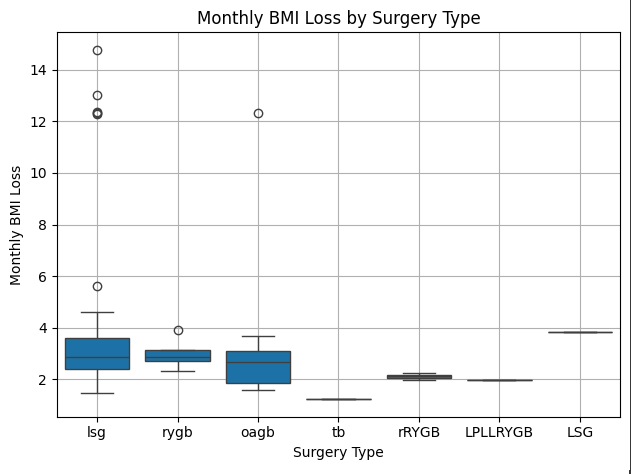 Monthly BMI Loss by Surgery Type
Monthly BMI Loss
14
12
10
8
6
4
2
lsg rygb oagb tb rRYGB LPLLRYGB LSG
Surgery Type